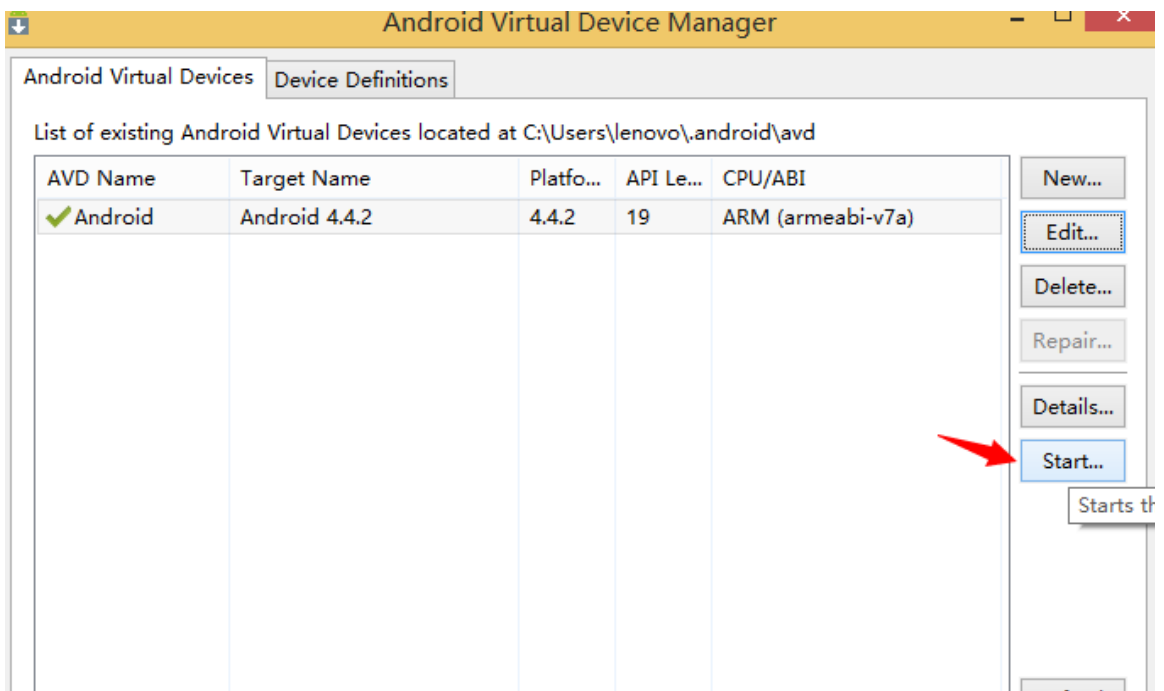 Android Virtual Device Manager
Android Virtual Devices Device Definitions
List of existing Android Virtual Devices located at C:\Users\lenovo\.android\avd
AVD Name Target Name Platfo... API Le... CPU/ABI New...
Android Android 4.4.2 4.4.2 19 ARM (armeabi-v7a)
Edit...
Delete...
Repair...
Details...
Start...
Starts th